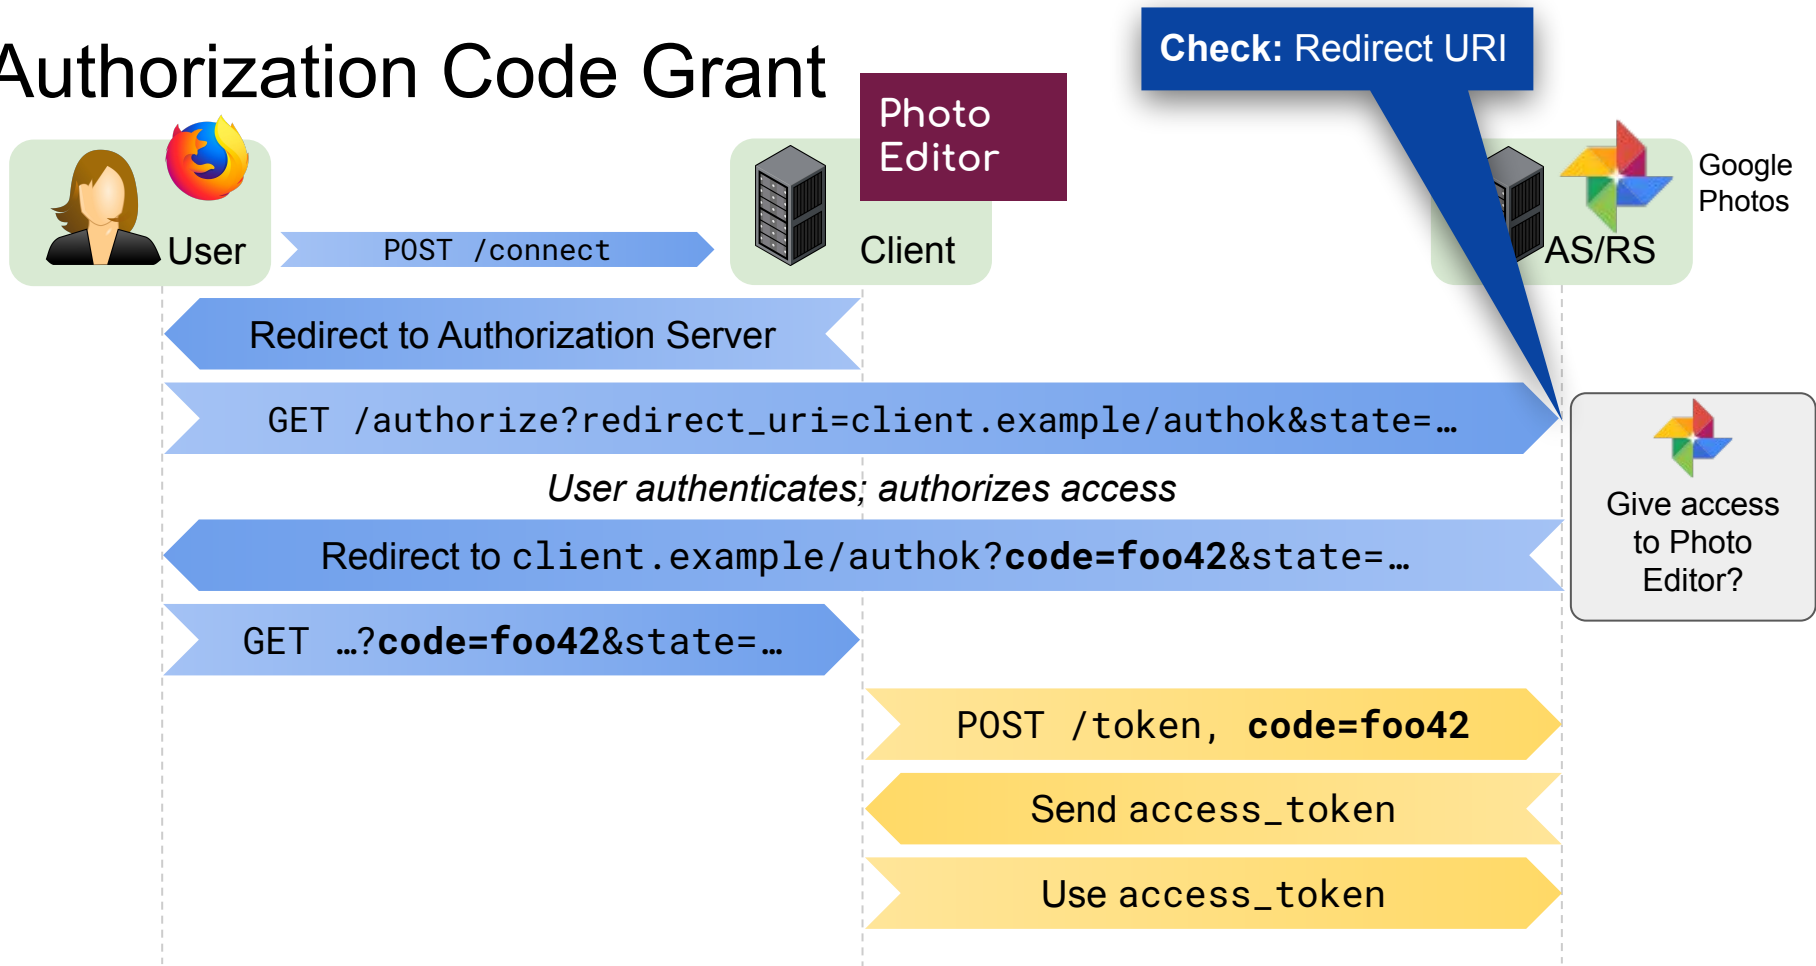 Authorization Code Grant
Check: Redirect URI
Photo
Editor
User
POST /connect
Client
AS/RS
Google
Photos
Redirect to Authorization Server
GET /authorize?redirect_uri=client.example/authok&state=…
User authenticates; authorizes access
Give access
to Photo
Editor?
Redirect to client.example/authok?code=foo42&state=…
GET …?code=foo42&state=…
POST /token, code=foo42
Send access_token
Use access_token